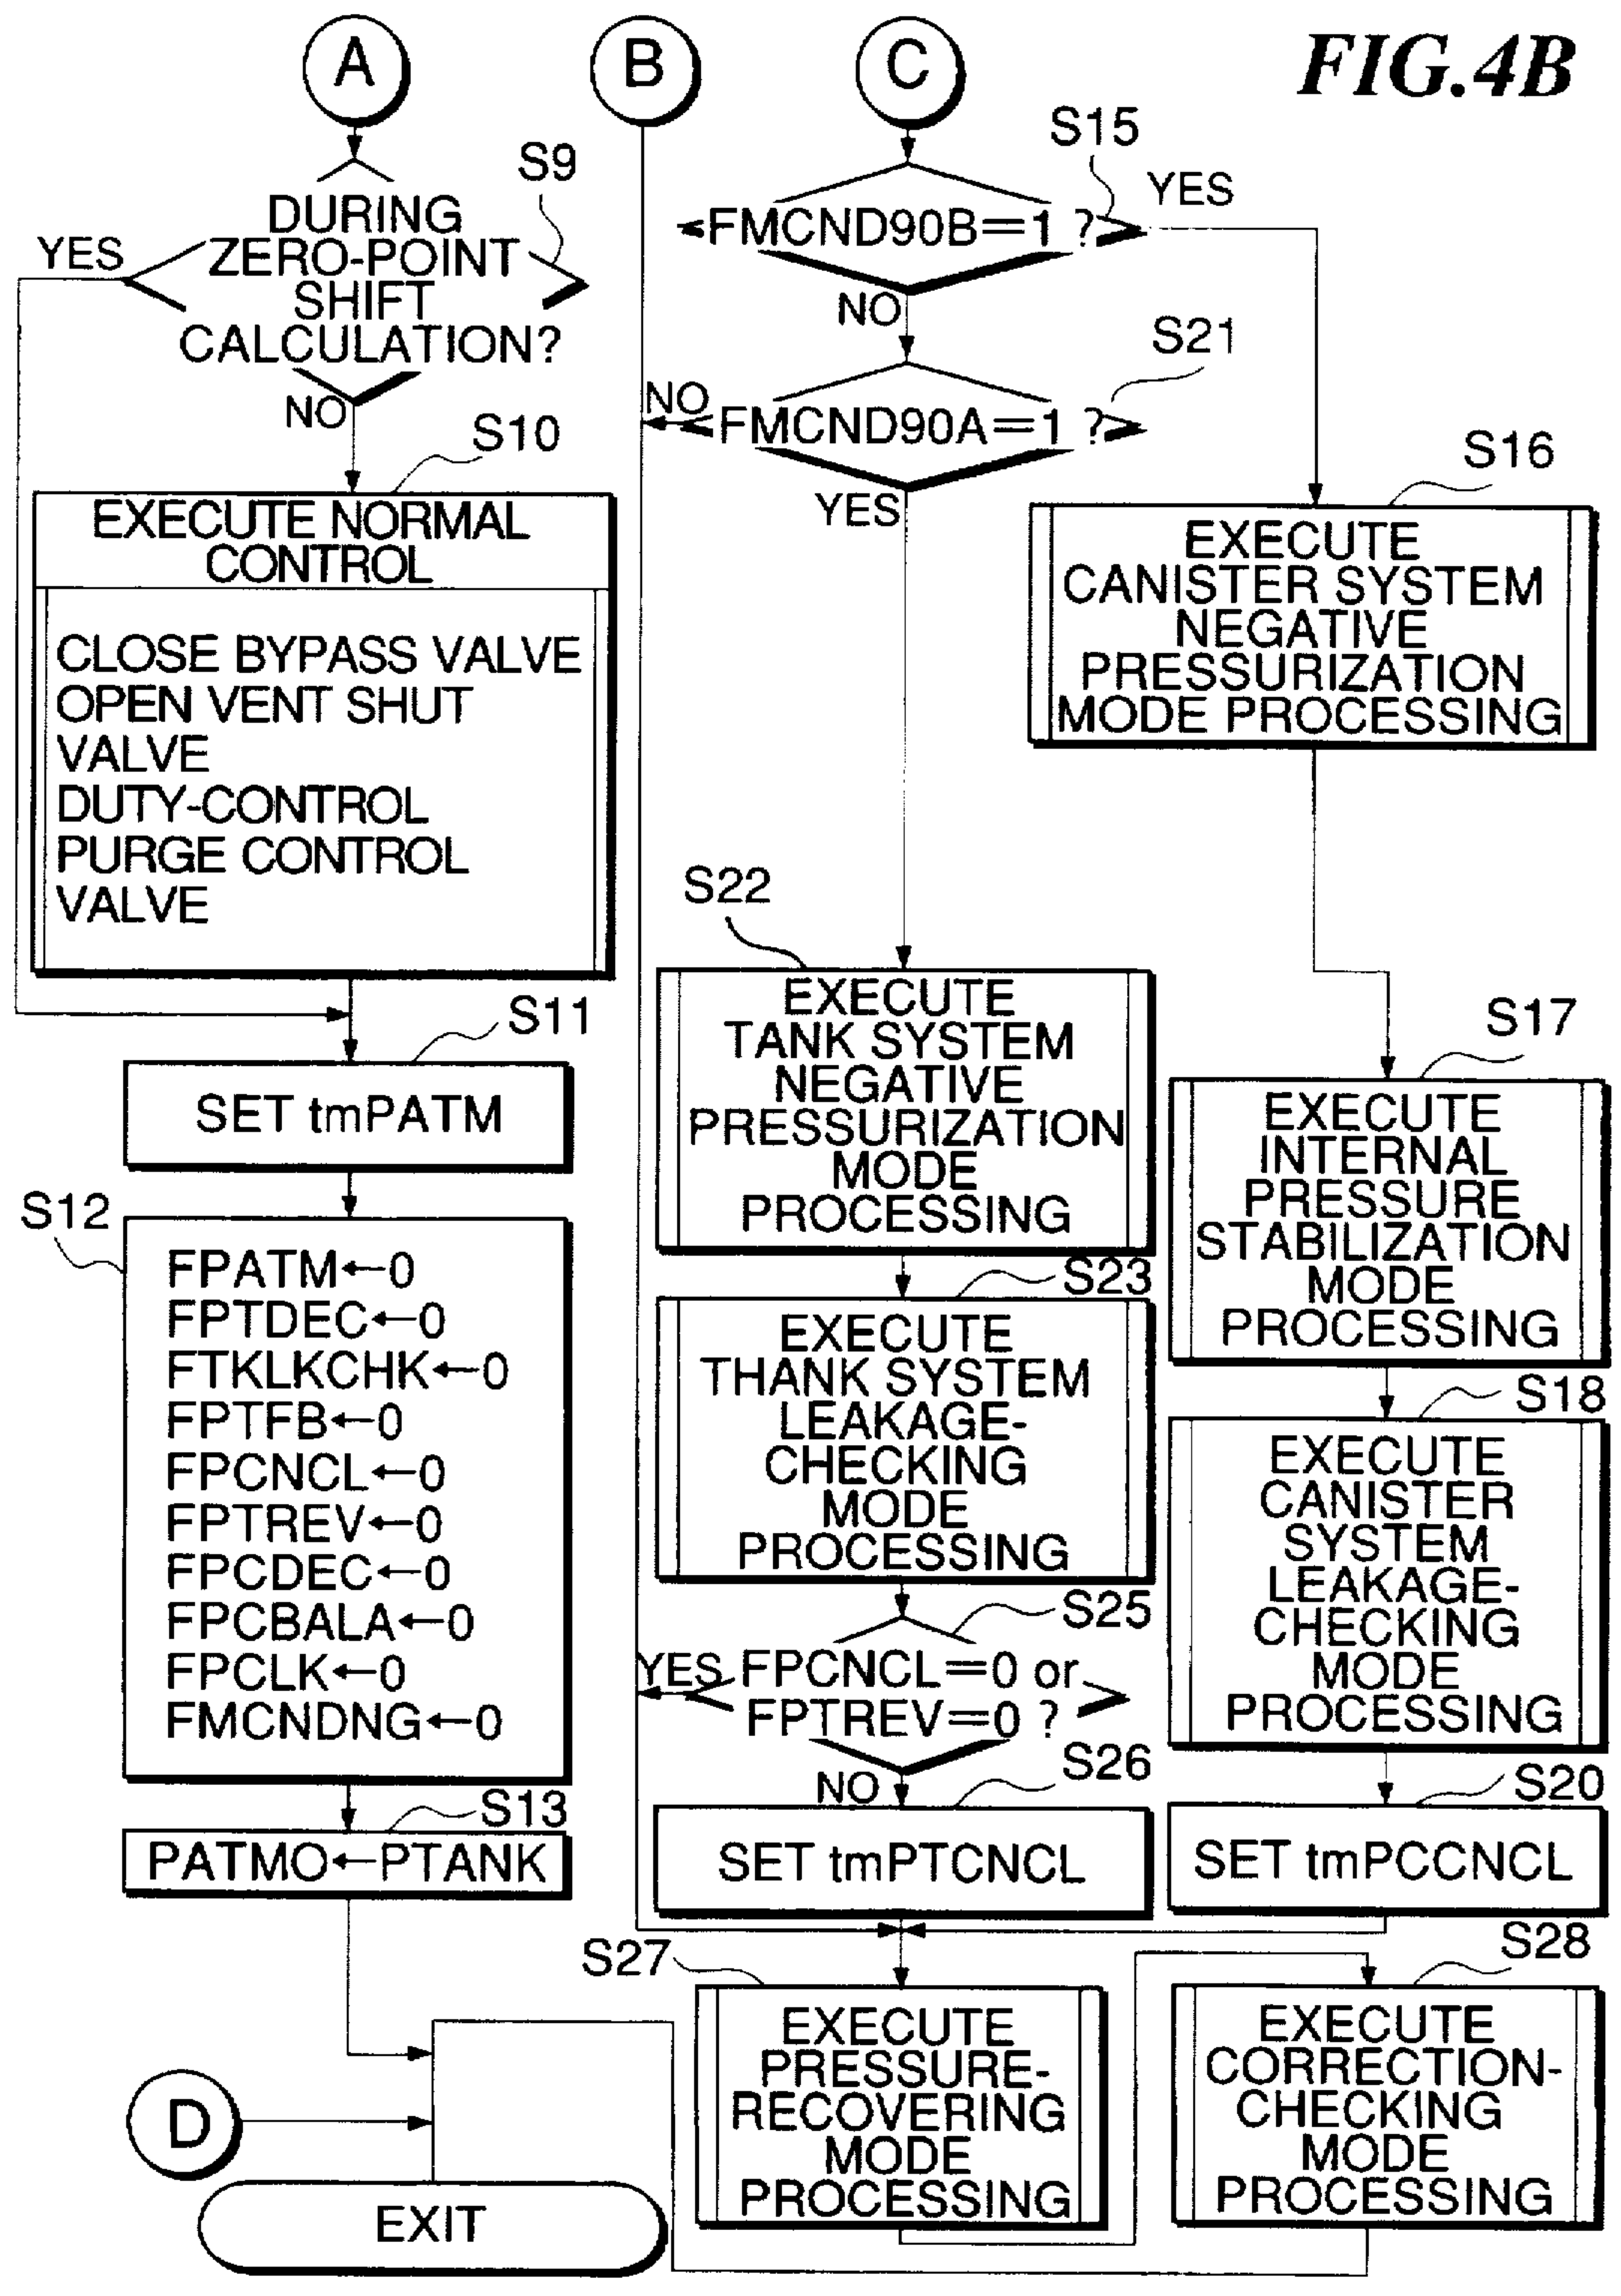 FIG.4B
A
B
C
S9
DURING
ZERO-POINT
SHIFT
CALCULATION?
YES
NO
S10
EXECUTE NORMAL
CONTROL
CLOSE BYPASS VALVE
OPEN VENT SHUT
VALVE
DUTY-CONTROL
PURGE CONTROL
VALVE
S11
SET tmPATM
S12
FPATM←0
FPTDEC←0
FTKLKCHK←0
FPTFB←0
FPCNCL←0
FPTREV←0
FPCDEC←0
FPCBALA←0
FPCLK←0
FMCNDNG←0
S13
PATMO←PTANK
D
EXIT
S15
FMCND90B=1 ?
YES
NO
S21
NO
FMCND90A=1 ?
YES
S16
EXECUTE
CANISTER SYSTEM
NEGATIVE
PRESSURIZATION
MODE PROCESSING
S22
EXECUTE
TANK SYSTEM
NEGATIVE
PRESSURIZATION
MODE
PROCESSING
S17
EXECUTE
INTERNAL
PRESSURE
STABILIZATION
MODE
PROCESSING
S23
EXECUTE
THANK SYSTEM
LEAKAGE-
CHECKING
MODE
PROCESSING
S18
EXECUTE
CANISTER
SYSTEM
LEAKAGE-
CHECKING
MODE
PROCESSING
S25
YES
FPCNCL=0 or
FPTREV=0 ?
NO
S26
SET tmPTCNCL
S20
SET tmPCCNCL
S27
EXECUTE
PRESSURE-
RECOVERING
MODE
PROCESSING
S28
EXECUTE
CORRECTION-
CHECKING
MODE
PROCESSING